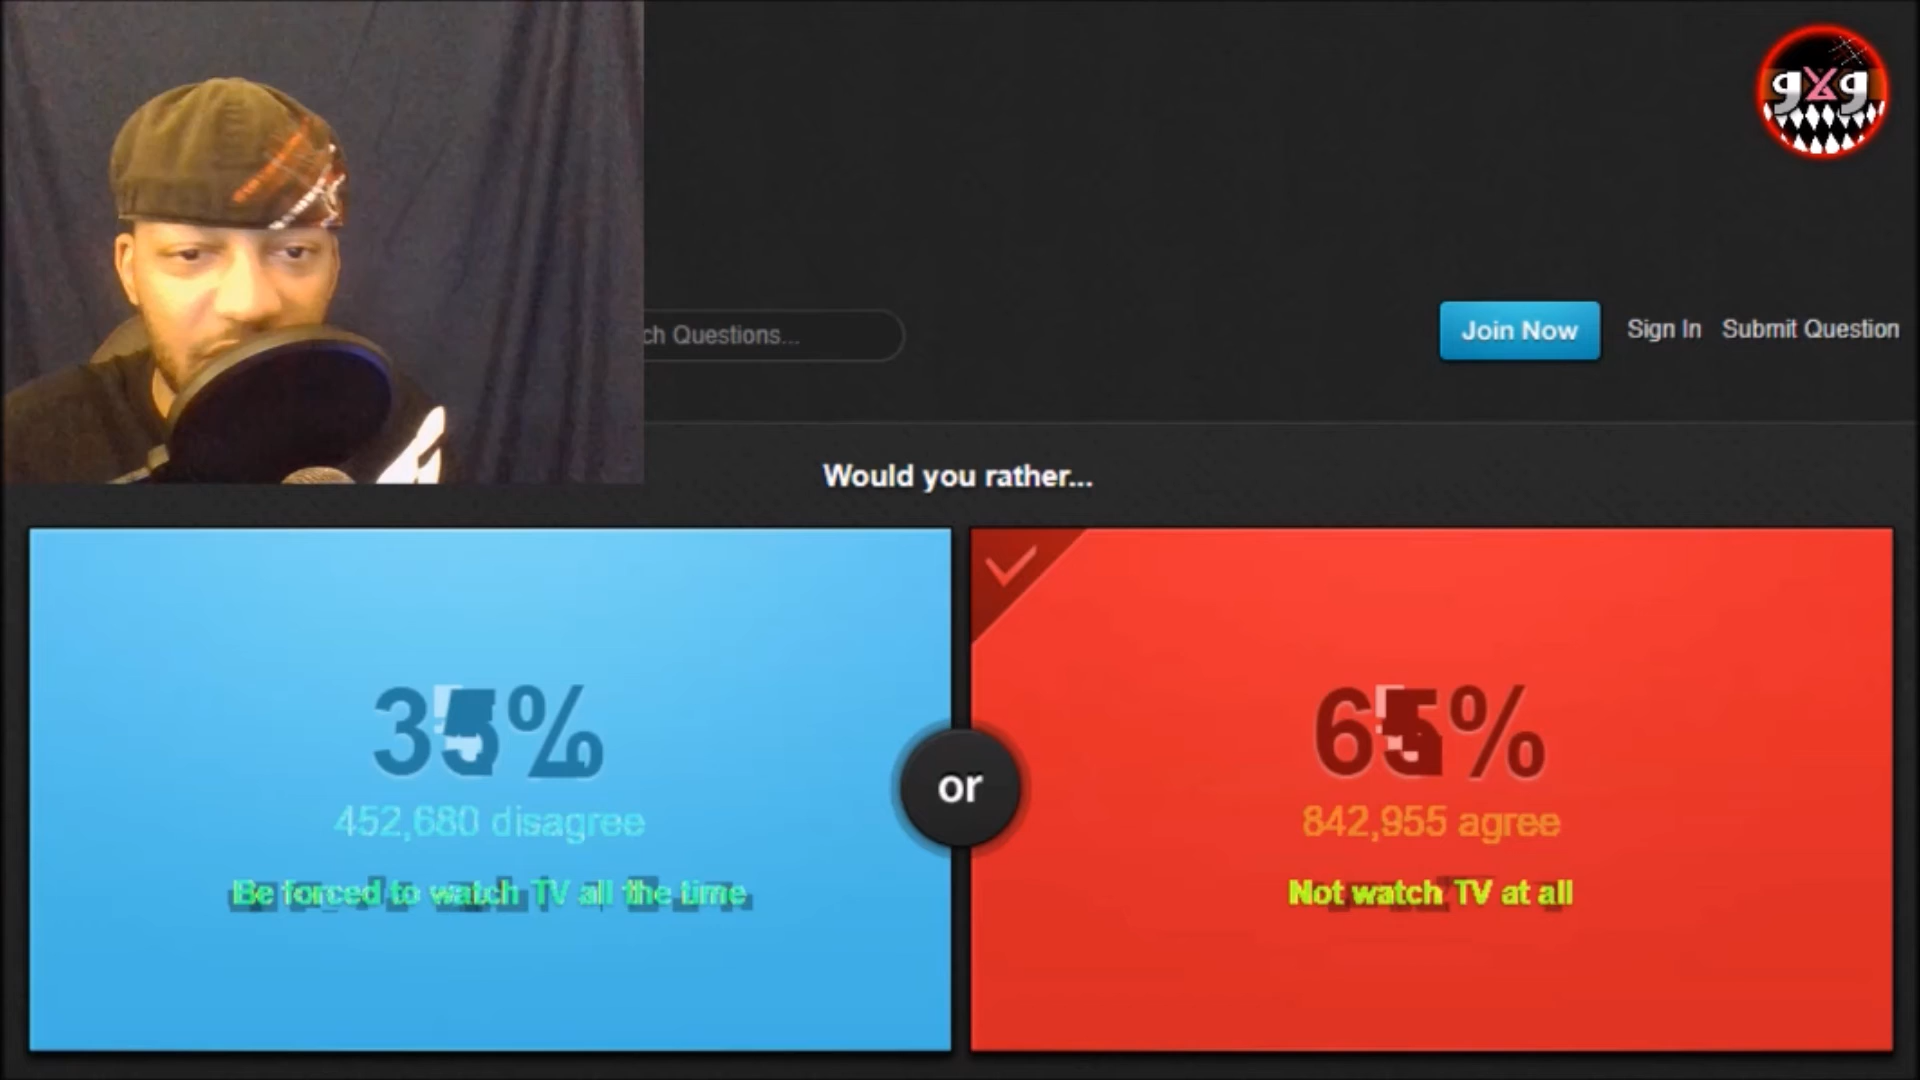 gxg
ch Questions...
Join Now
Sign In
Submit Question
Would you rather...
35%
452,680 disagree
Be forced to watch TV all the time
or
65%
842,955 agree
Not watch TV at all